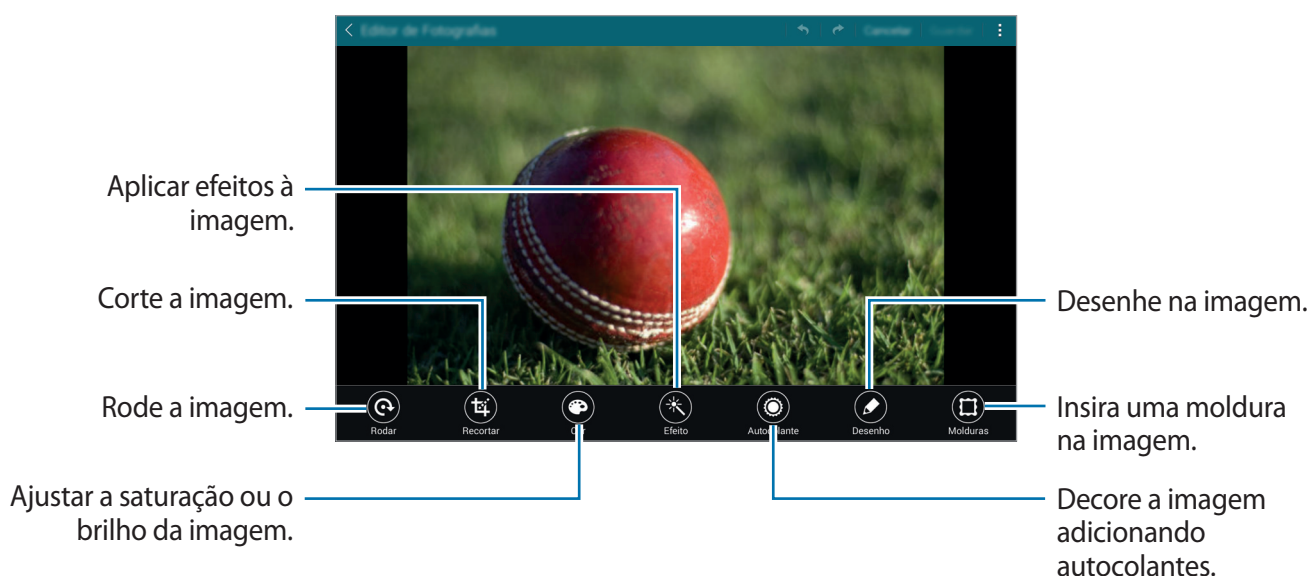 Editor de Fotografias
Cancelar
Aplicar efeitos à
imagem.
Corte a imagem.
Desenhe na imagem.
Rode a imagem.
Insira uma moldura
na imagem.
Rodar
Recortar
Efeito
Desenho
Molduras
Ajustar a saturação ou o
brilho da imagem.
Decore a imagem
adicionando
autocolantes.